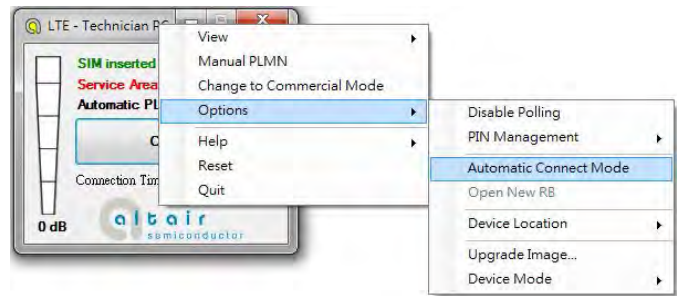 LTE - Technician
SIM inserted
Service Area
Automatic
Connection
0 dB
altair
semiconductor
View
Manual PLMN
Change to Commercial Mode
Options
Help
Reset
Quit
Disable Polling
PIN Management
Automatic Connect Mode
Open New RB
Device Location
Upgrade Image...
Device Mode